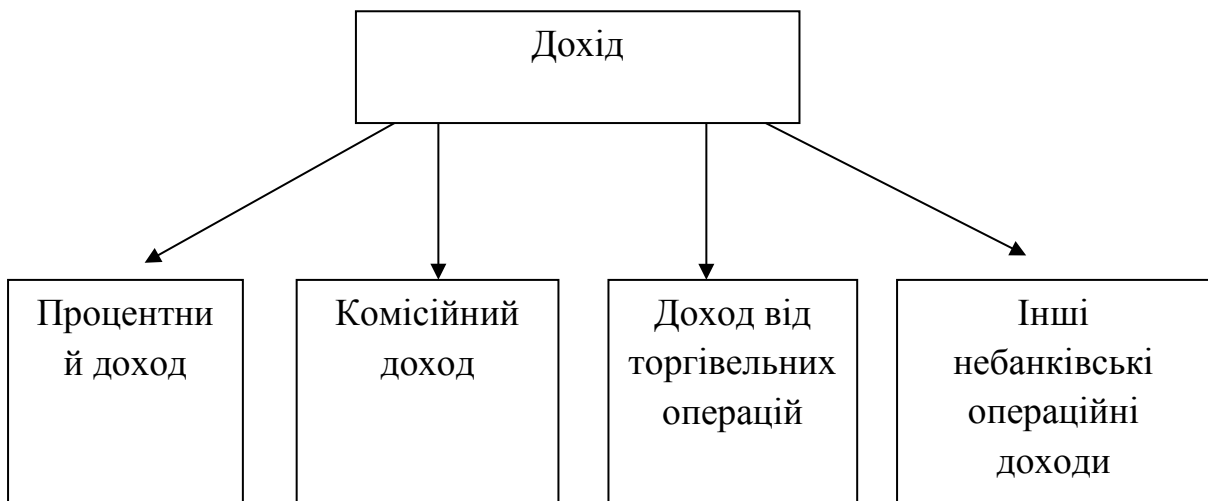 Дохід
Процентни
й доход
Комісійний
доход
Доход від
торгівельних
операцій
Інші
небанківські
операційні
доходи